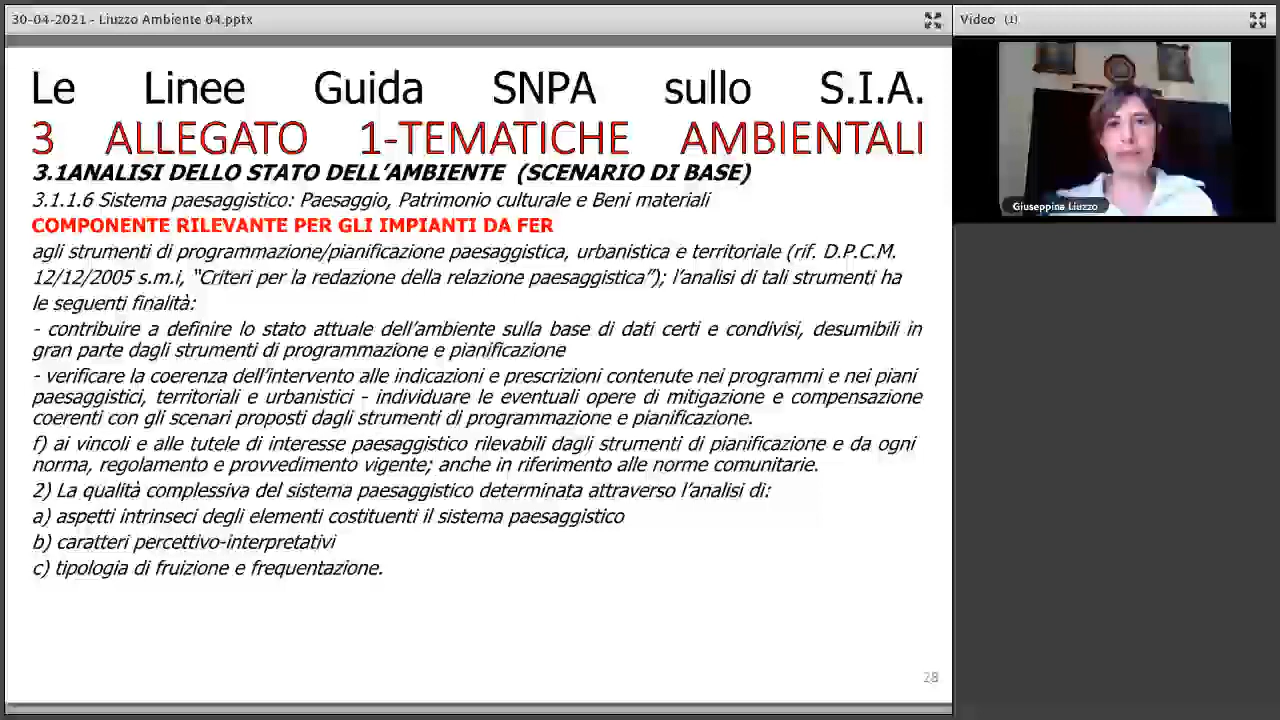 30-04-2021 - Liuzzo Ambiente 04.pptx
Video (1)
Le Linee Guida SNPA sullo S.I.A.
3 ALLEGATO 1-TEMATICHE AMBIENTALI
3.1ANALISI DELLO STATO DELL’AMBIENTE (SCENARIO DI BASE)
3.1.1.6 Sistema paesaggistico: Paesaggio, Patrimonio culturale e Beni materiali
COMPONENTE RILEVANTE PER GLI IMPIANTI DA FER
agli strumenti di programmazione/pianificazione paesaggistica, urbanistica e territoriale (rif. D.P.C.M.
12/12/2005 s.m.i, “Criteri per la redazione della relazione paesaggistica”); l’analisi di tali strumenti ha
le seguenti finalità:
- contribuire a definire lo stato attuale dell’ambiente sulla base di dati certi e condivisi, desumibili in
gran parte dagli strumenti di programmazione e pianificazione
- verificare la coerenza dell’intervento alle indicazioni e prescrizioni contenute nei programmi e nei piani
paesaggistici, territoriali e urbanistici - individuare le eventuali opere di mitigazione e compensazione
coerenti con gli scenari proposti dagli strumenti di programmazione e pianificazione.
f) ai vincoli e alle tutele di interesse paesaggistico rilevabili dagli strumenti di pianificazione e da ogni
norma, regolamento e provvedimento vigente; anche in riferimento alle norme comunitarie.
2) La qualità complessiva del sistema paesaggistico determinata attraverso l’analisi di:
a) aspetti intrinseci degli elementi costituenti il sistema paesaggistico
b) caratteri percettivo-interpretativi
c) tipologia di fruizione e frequentazione.
28
Giuseppina Liuzzo